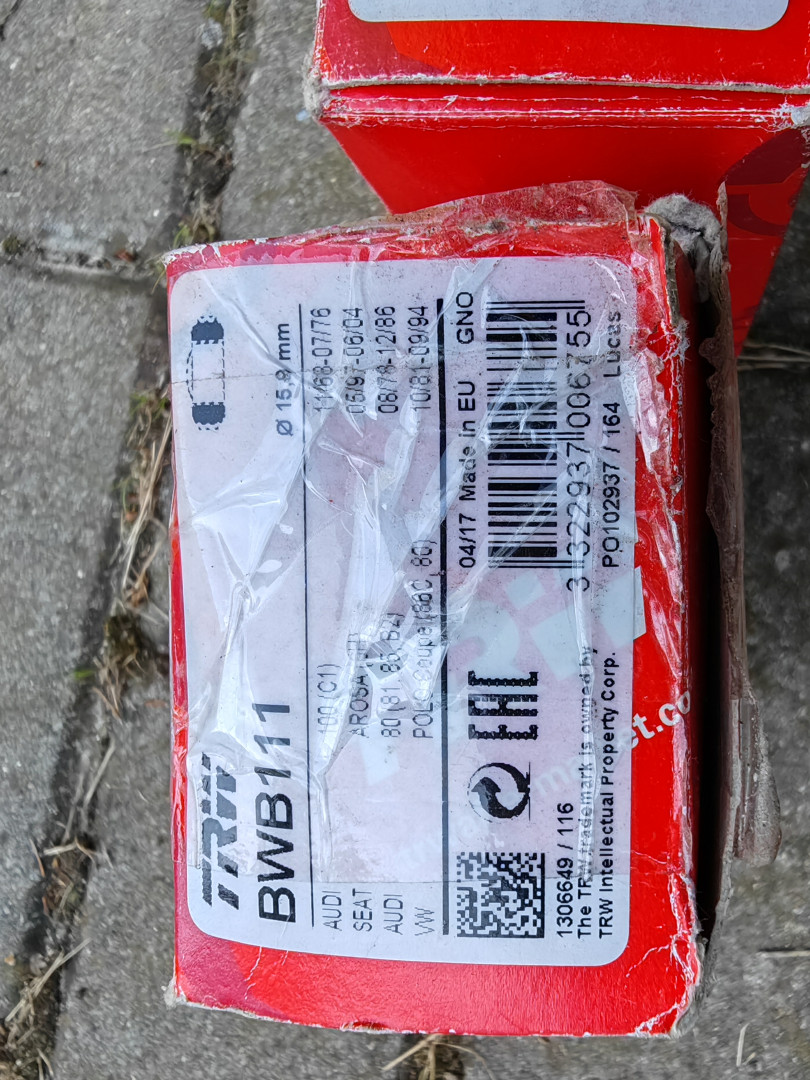 TRW
BWB111
Ø 15,9 mm
AUDI 100 (C1) 11/68-07/76
SEAT AROSA 05/97-06/04
AUDI 80 (81, 85, B2) 08/78-12/86
VW POLO Coupe (86C, 80) 10/81-09/94
04/17 Made in EU GNO
EAC
3 322937 006755
1306649 / 116
PO102937 / 164 Lucas
The TRW trademark is owned by
TRW Intellectual Property Corp.